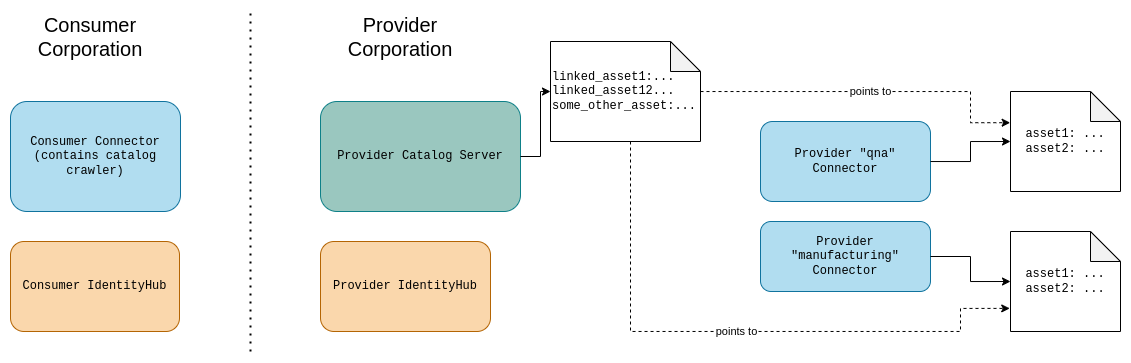 Consumer
Corporation
Provider
Corporation
Consumer Connector
(contains catalog
crawler)
Provider Catalog Server
linked_asset1:...
linked_asset12...
some_other_asset:...
points to
Provider "qna"
Connector
asset1: ...
asset2: ...
Consumer IdentityHub
Provider IdentityHub
Provider
"manufacturing"
Connector
asset1: ...
asset2: ...
points to